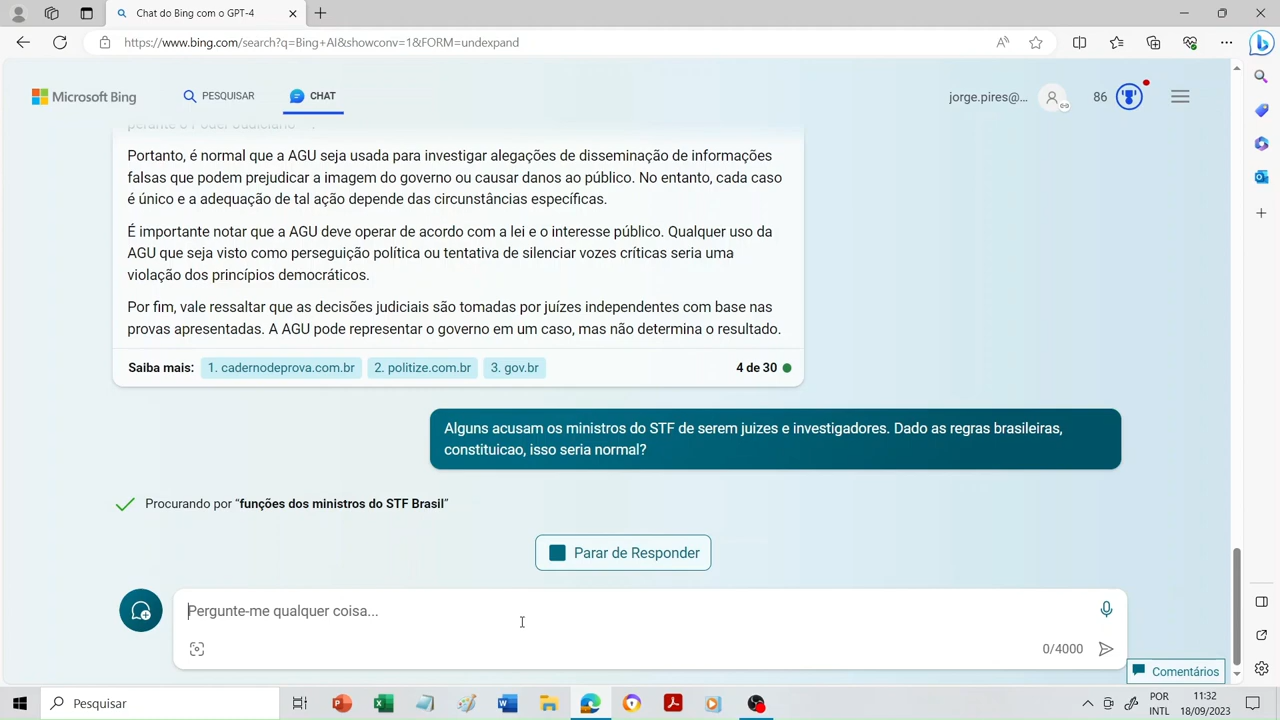 Chat do Bing com o GPT-4
https://www.bing.com/search?q=Bing+AI&showconv=1&FORM=undexpand
Microsoft Bing
PESQUISAR
CHAT
jorge.pires@...
86
perante o Poder Judiciário
Portanto, é normal que a AGU seja usada para investigar alegações de disseminação de informações
falsas que podem prejudicar a imagem do governo ou causar danos ao público. No entanto, cada caso
é único e a adequação de tal ação depende das circunstâncias específicas.
É importante notar que a AGU deve operar de acordo com a lei e o interesse público. Qualquer uso da
AGU que seja visto como perseguição política ou tentativa de silenciar vozes críticas seria uma
violação dos princípios democráticos.
Por fim, vale ressaltar que as decisões judiciais são tomadas por juízes independentes com base nas
provas apresentadas. A AGU pode representar o governo em um caso, mas não determina o resultado.
Saiba mais: 1. cadernodeprova.com.br 2. politize.com.br 3. gov.br 4 de 30
Alguns acusam os ministros do STF de serem juizes e investigadores. Dado as regras brasileiras,
constituicao, isso seria normal?
Procurando por “funções dos ministros do STF Brasil”
Parar de Responder
Pergunte-me qualquer coisa...
0/4000
Comentários
Pesquisar
POR
INTL
11:32
18/09/2023